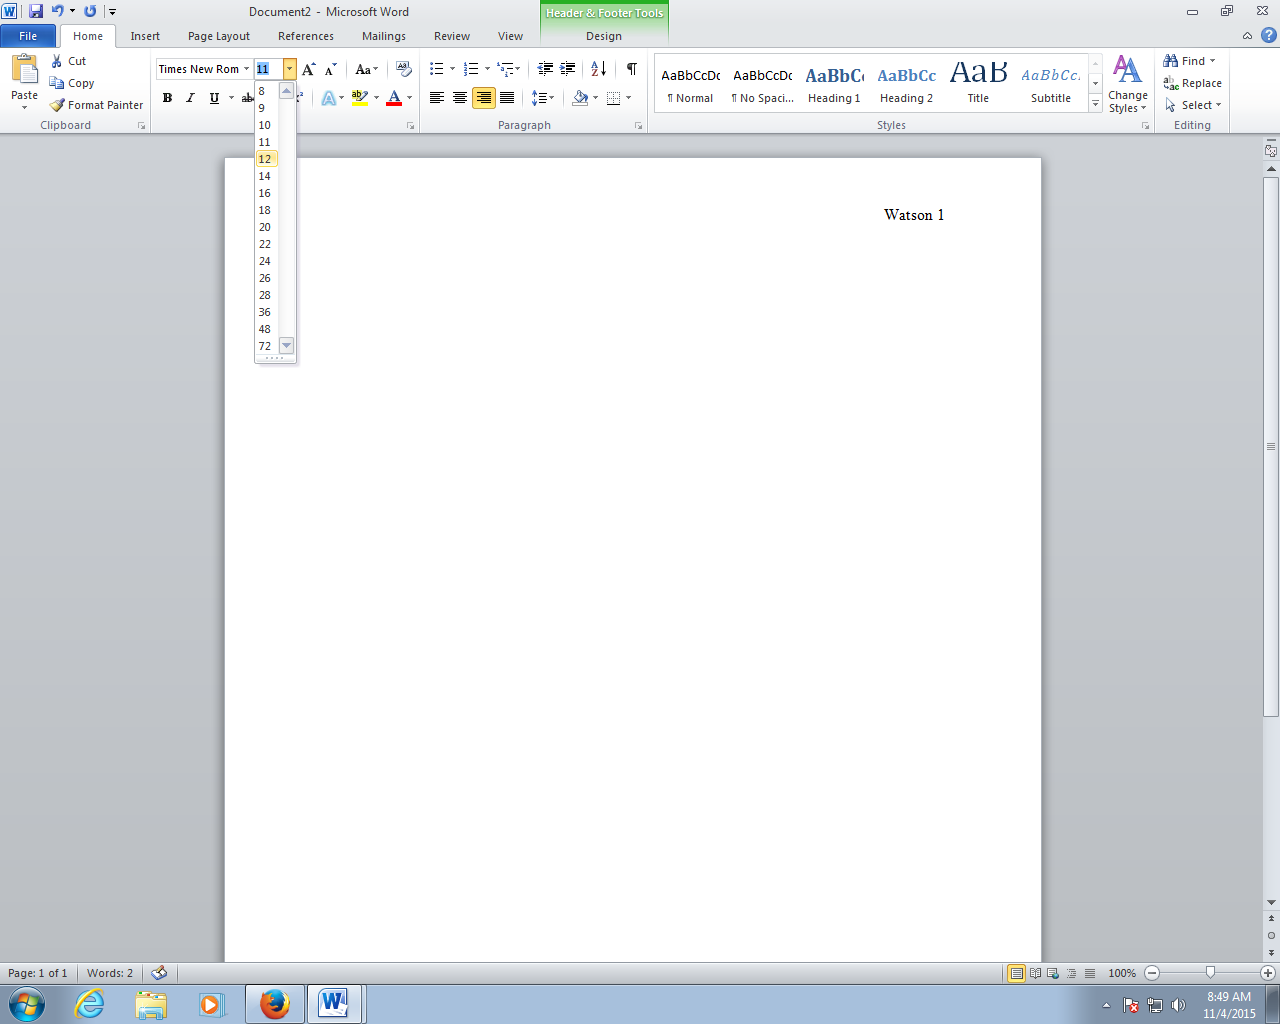 Document2 - Microsoft Word
Header & Footer Tools
File Home Insert Page Layout References Mailings Review View Design
Paste
Cut
Copy
Format Painter
Clipboard
Times New Rom 11
Aa
B I U abc
A
Paragraph
AaBbCcDc AaBbCcDc AaBbCc AaBbCc AaB AaBbCc.
¶ Normal ¶ No Spaci... Heading 1 Heading 2 Title Subtitle
Change Styles
Styles
Find
Replace
Select
Editing
8
9
10
11
12
14
16
18
20
22
24
26
28
36
48
72
Watson 1
Page: 1 of 1 Words: 2 100%
8:49 AM
11/4/2015